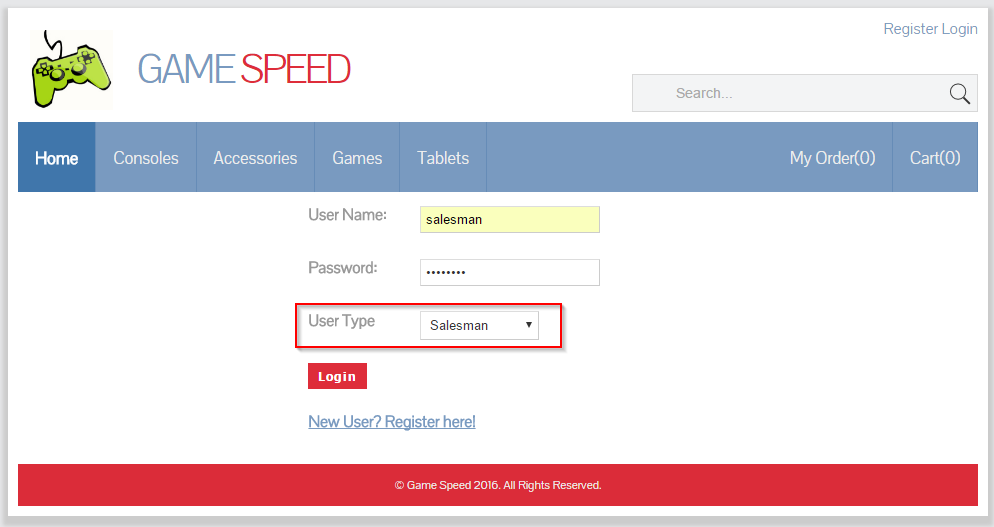 Register Login
GAME SPEED
Search...
Home Consoles Accessories Games Tablets My Order(0) Cart(0)
User Name: salesman
Password: ••••••••
User Type Salesman
Login
New User? Register here!
© Game Speed 2016. All Rights Reserved.